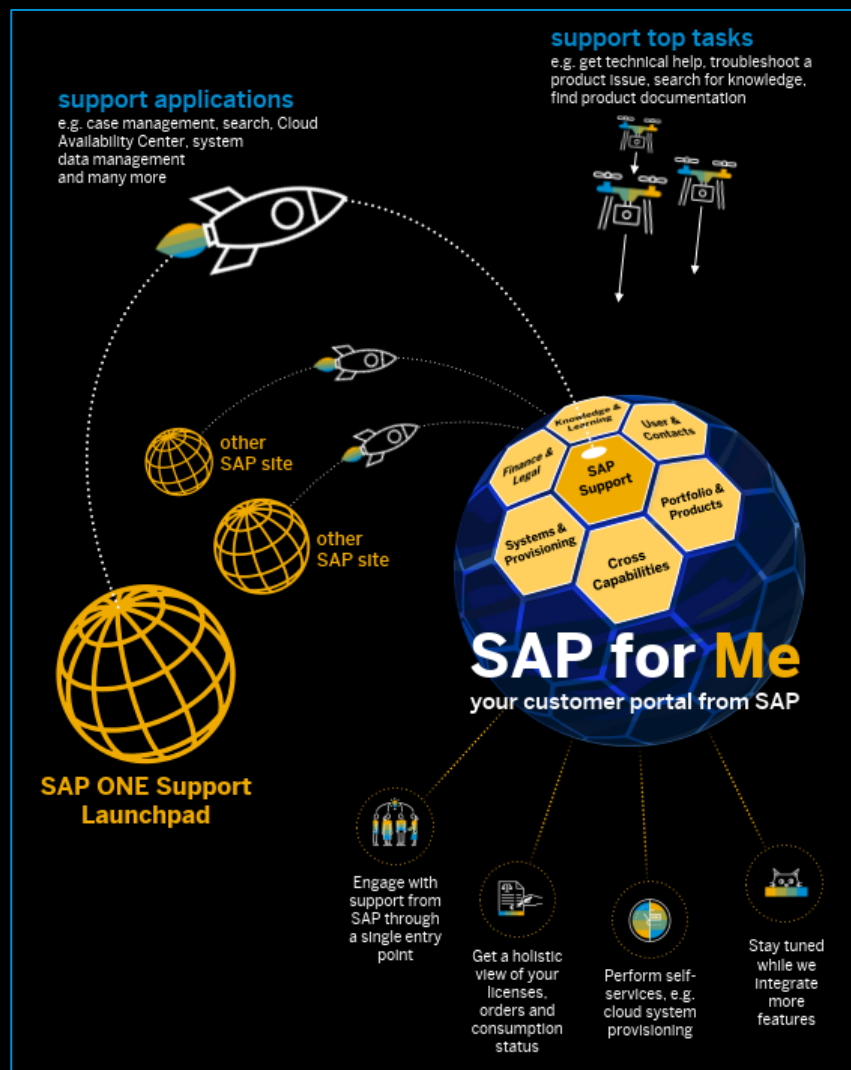 support top tasks
e.g. get technical help, troubleshoot a
product issue, search for knowledge,
find product documentation
support applications
e.g. case management, search, Cloud
Availability Center, system
data management
and many more
other
SAP site
other
SAP site
SAP ONE Support
Launchpad
Knowledge &
Learning
User &
Contacts
Finance &
Legal
SAP
Support
Portfolio &
Products
Systems &
Provisioning
Cross
Capabilities
SAP for Me
your customer portal from SAP
Engage with
support from
SAP through
a single entry
point
Get a holistic
view of your
licenses,
orders and
consumption
status
Perform self-
services, e.g.
cloud system
provisioning
Stay tuned
while we
integrate
more
features